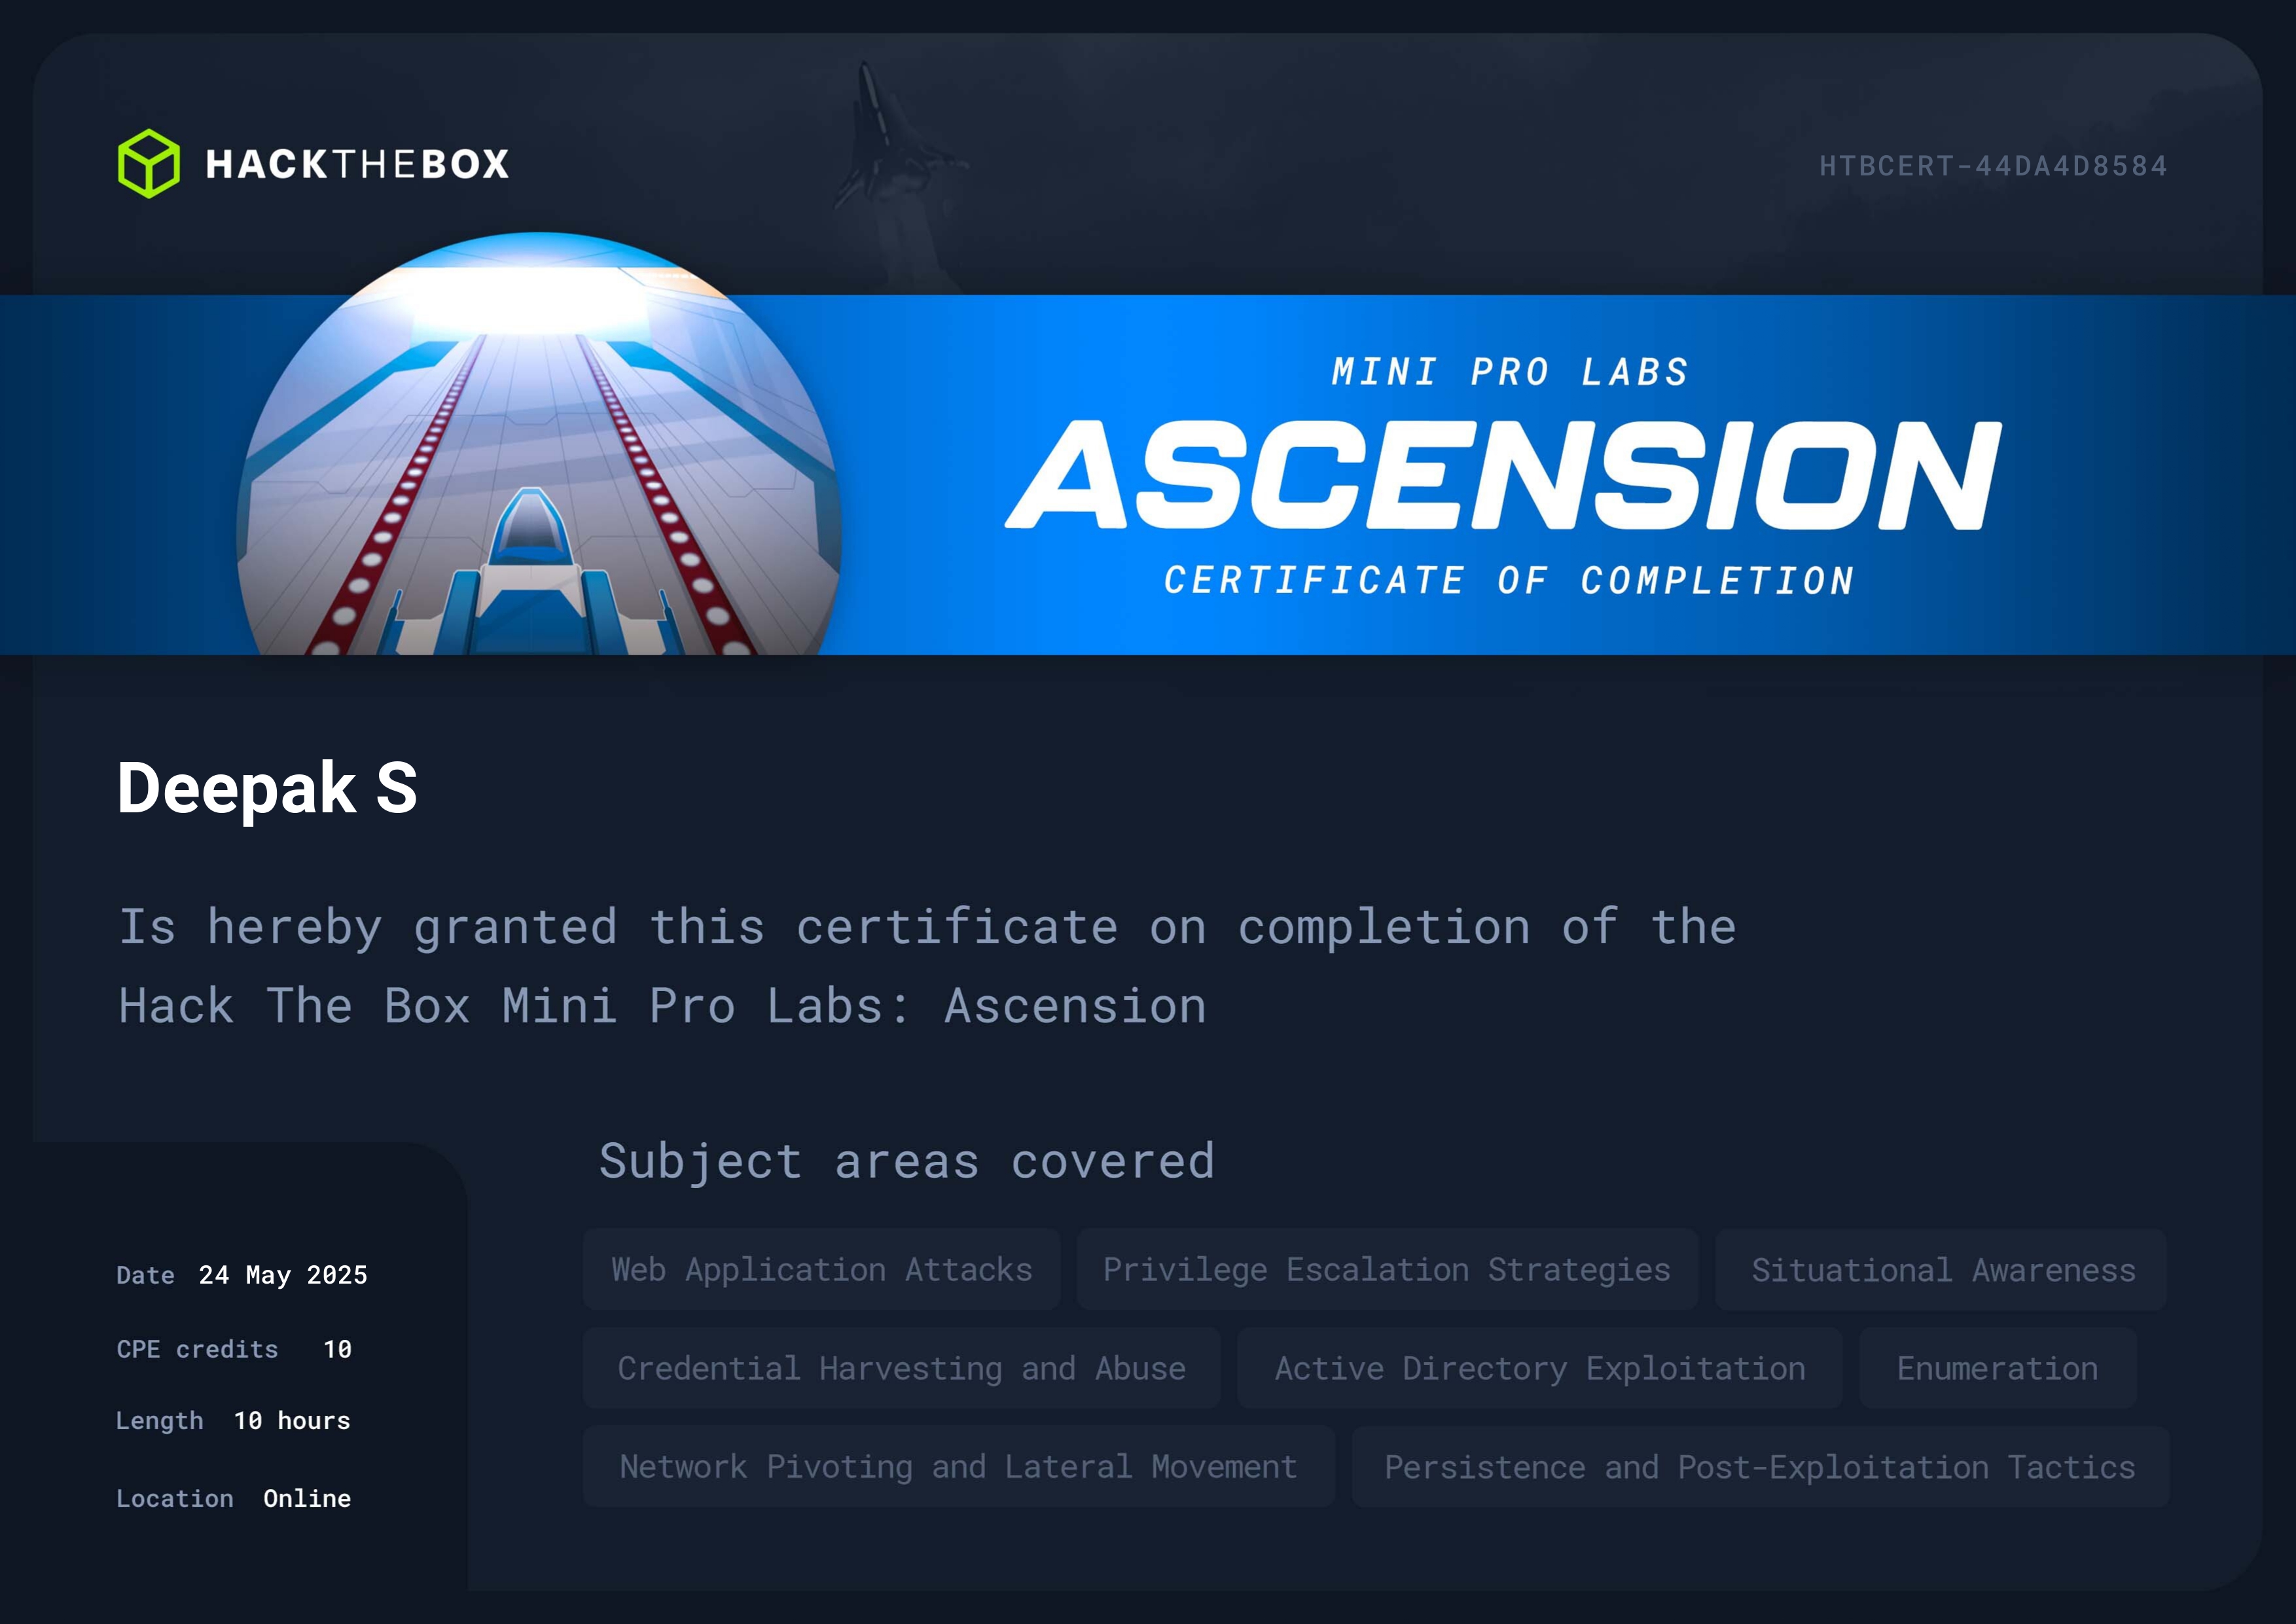 HACKTHEBOX
HTBCERT-44DA4D8584
MINI PRO LABS
ASCENSION
CERTIFICATE OF COMPLETION
Deepak S
Is hereby granted this certificate on completion of the
Hack The Box Mini Pro Labs: Ascension
Subject areas covered
Web Application Attacks
Privilege Escalation Strategies
Situational Awareness
Credential Harvesting and Abuse
Active Directory Exploitation
Enumeration
Network Pivoting and Lateral Movement
Persistence and Post-Exploitation Tactics
Date 24 May 2025
CPE credits 10
Length 10 hours
Location Online